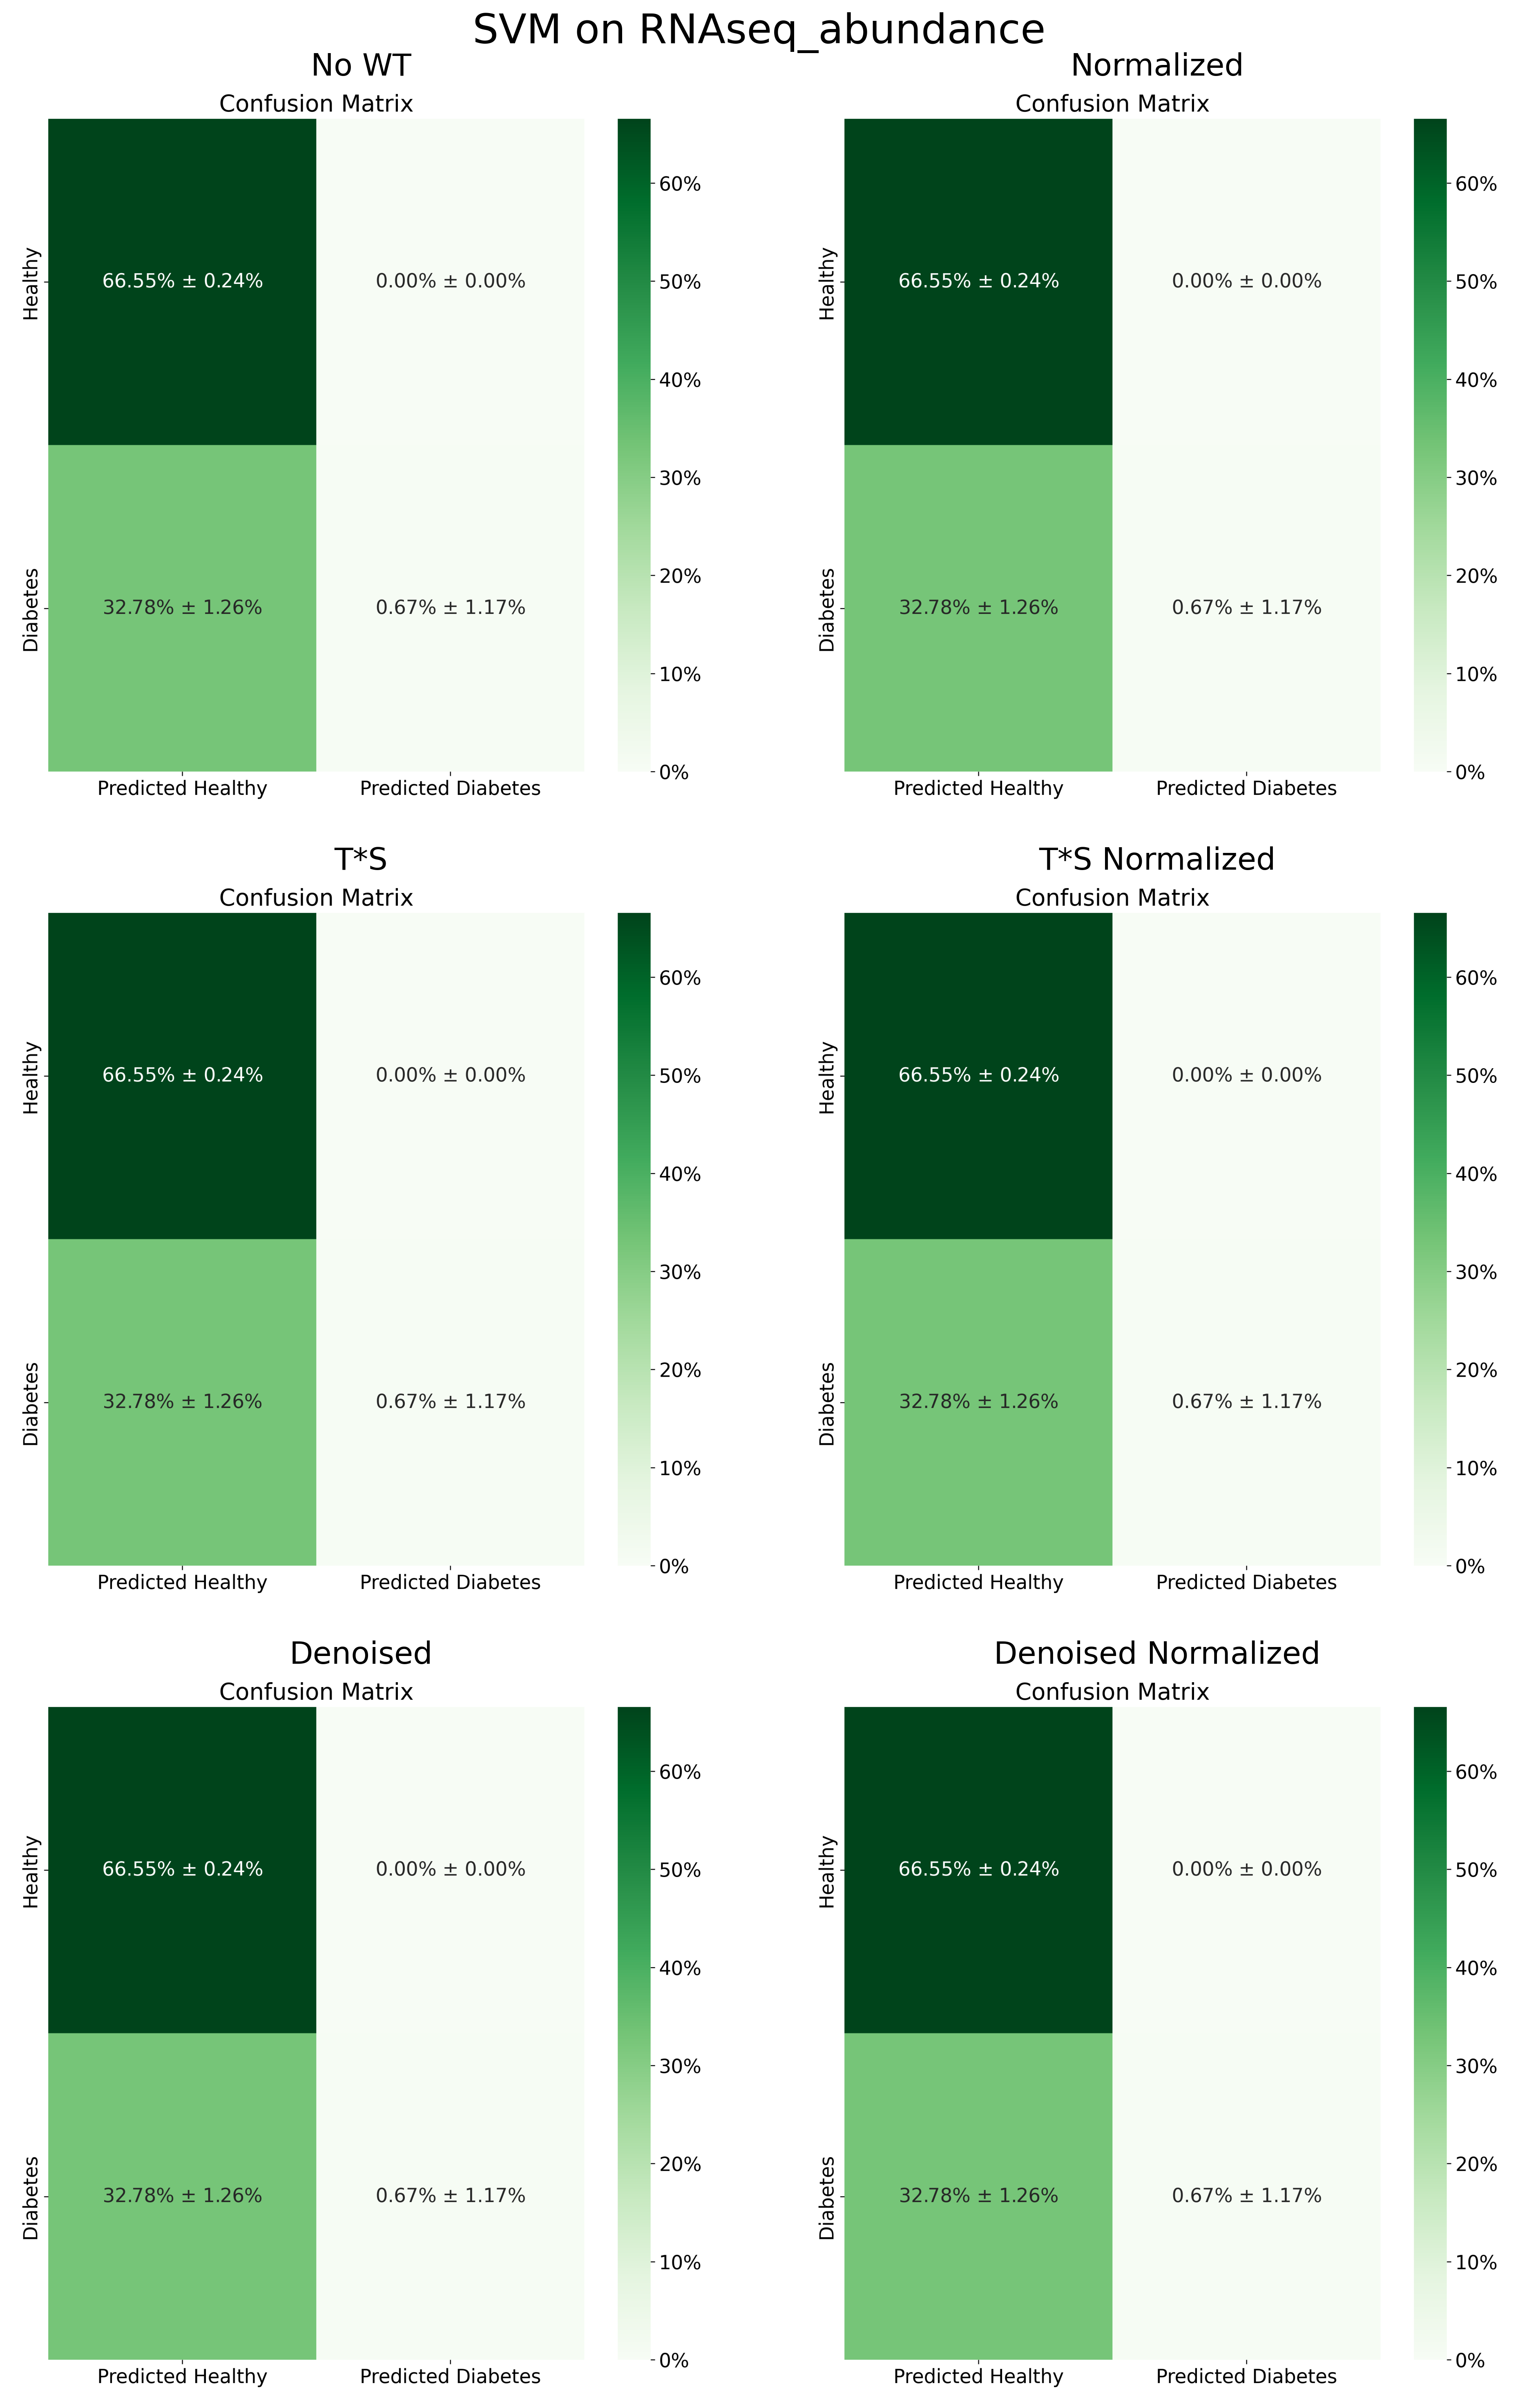 SVM on RNAseq_abundance
No WT
Confusion Matrix
Healthy
Diabetes
66.55% ± 0.24%
0.00% ± 0.00%
32.78% ± 1.26%
0.67% ± 1.17%
Predicted Healthy
Predicted Diabetes
60%
50%
40%
30%
20%
10%
0%
Normalized
Confusion Matrix
Healthy
Diabetes
66.55% ± 0.24%
0.00% ± 0.00%
32.78% ± 1.26%
0.67% ± 1.17%
Predicted Healthy
Predicted Diabetes
60%
50%
40%
30%
20%
10%
0%
T*S
Confusion Matrix
Healthy
Diabetes
66.55% ± 0.24%
0.00% ± 0.00%
32.78% ± 1.26%
0.67% ± 1.17%
Predicted Healthy
Predicted Diabetes
60%
50%
40%
30%
20%
10%
0%
T*S Normalized
Confusion Matrix
Healthy
Diabetes
66.55% ± 0.24%
0.00% ± 0.00%
32.78% ± 1.26%
0.67% ± 1.17%
Predicted Healthy
Predicted Diabetes
60%
50%
40%
30%
20%
10%
0%
Denoised
Confusion Matrix
Healthy
Diabetes
66.55% ± 0.24%
0.00% ± 0.00%
32.78% ± 1.26%
0.67% ± 1.17%
Predicted Healthy
Predicted Diabetes
60%
50%
40%
30%
20%
10%
0%
Denoised Normalized
Confusion Matrix
Healthy
Diabetes
66.55% ± 0.24%
0.00% ± 0.00%
32.78% ± 1.26%
0.67% ± 1.17%
Predicted Healthy
Predicted Diabetes
60%
50%
40%
30%
20%
10%
0%